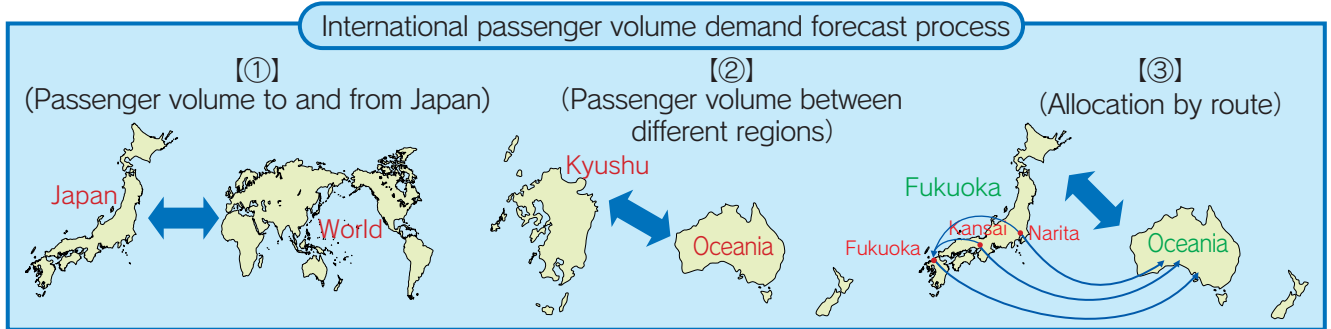 International passenger volume demand forecast process
【①】
(Passenger volume to and from Japan)
Japan
World
【②】
(Passenger volume between
different regions)
Kyushu
Oceania
【③】
(Allocation by route)
Fukuoka
Kansai
Narita
Fukuoka
Oceania